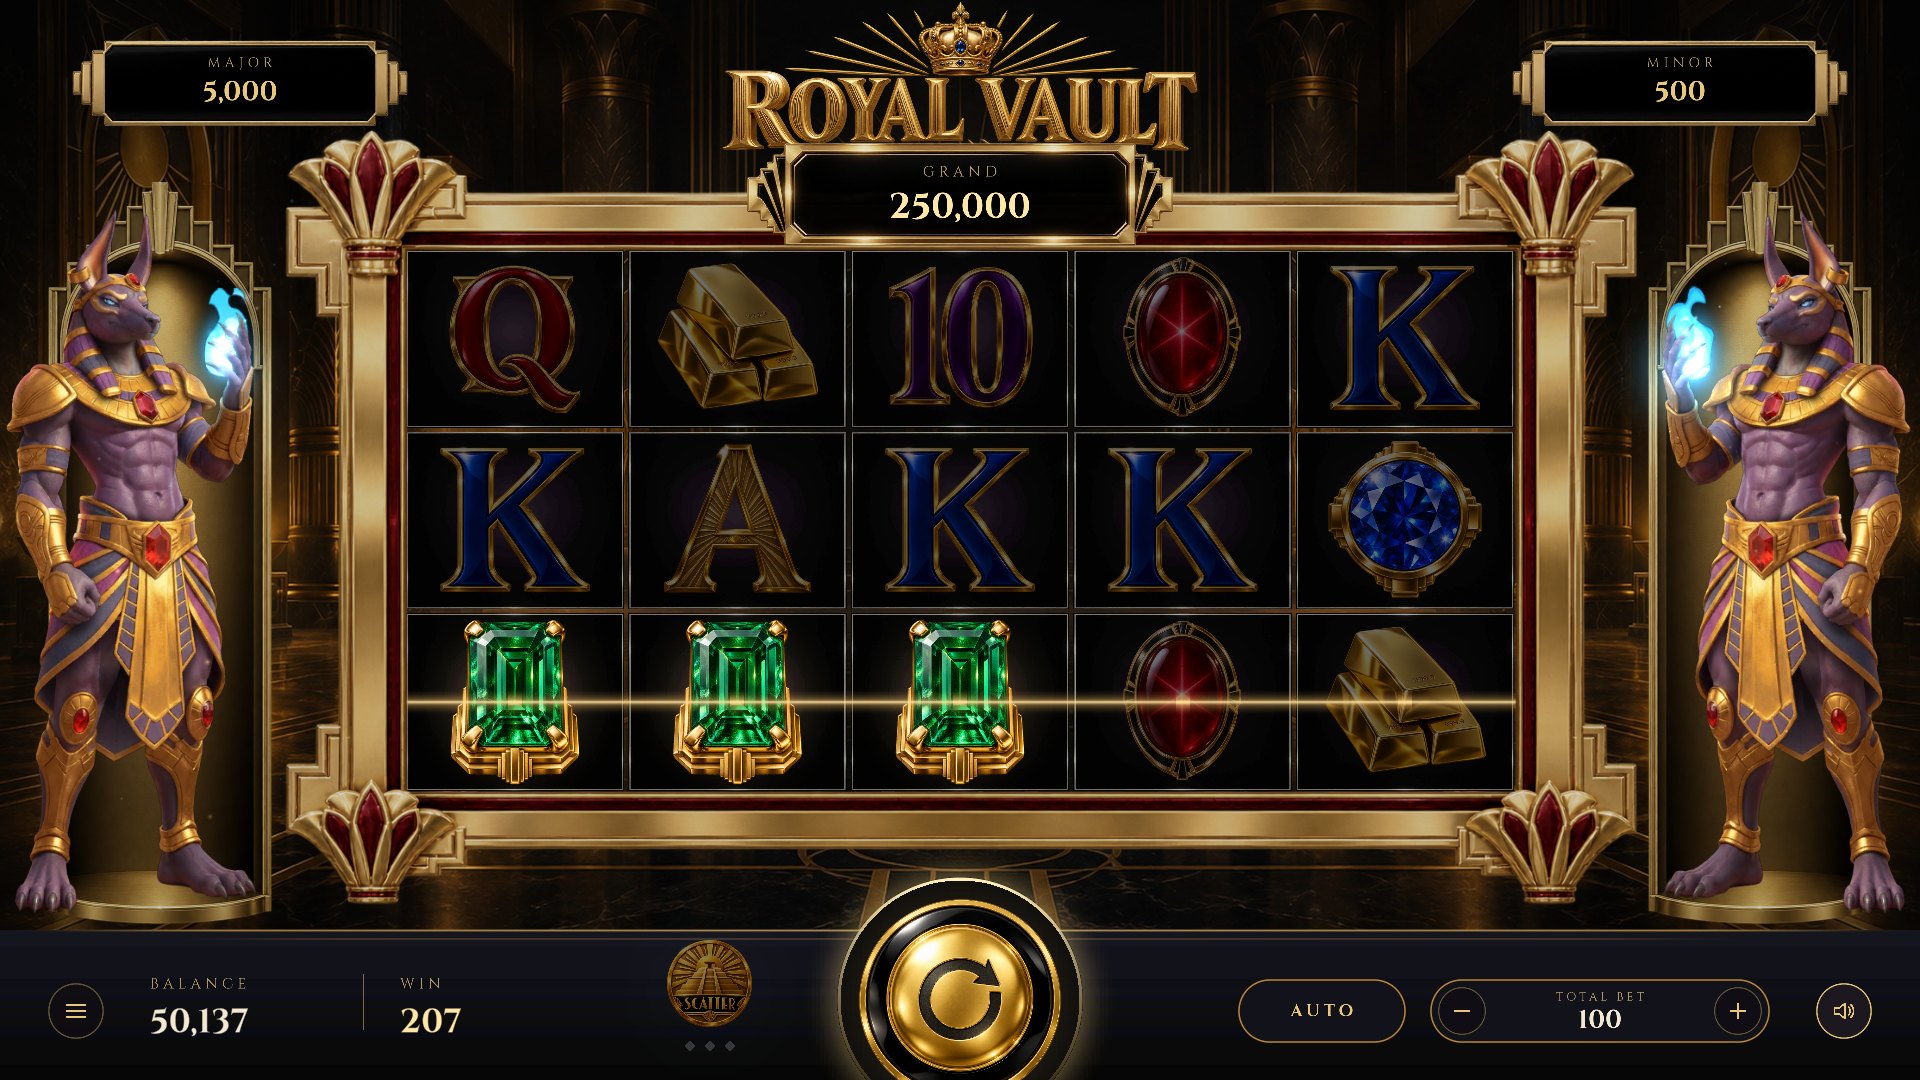 MAJOR
5,000
ROYAL VAULT
MINOR
500
GRAND
250,000
Q 10 K
K A K K
BALANCE
50,137
WIN
207
SCATTER
AUTO
TOTAL BET
100